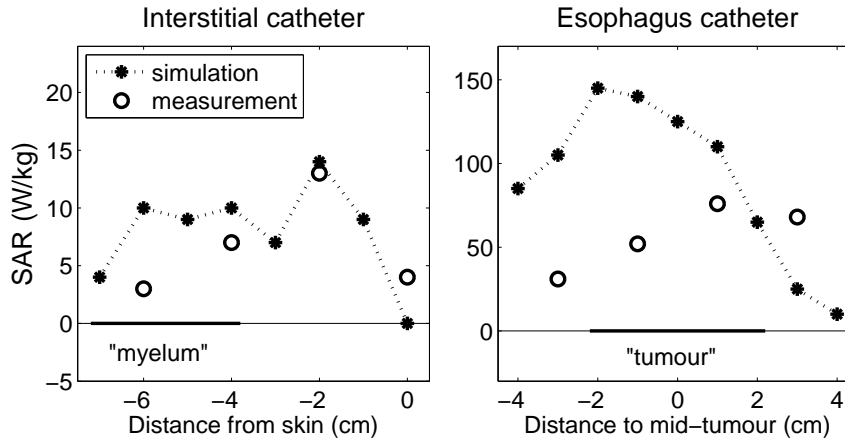 Interstitial catheter
simulation
measurement
SAR (W/kg)
20
15
10
5
0
−5
"myelum"
−6
−4
−2
0
Distance from skin (cm)
Esophagus catheter
150
100
50
0
"tumour"
−4
−2
0
2
4
Distance to mid−tumour (cm)